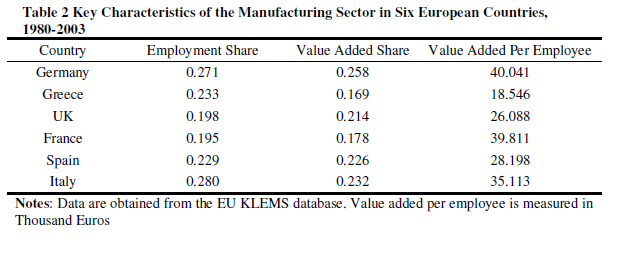 Table 2 Key Characteristics of the Manufacturing Sector in Six European Countries,
1980-2003
Country Employment Share Value Added Share Value Added Per Employee
Germany 0.271 0.258 40.041
Greece 0.233 0.169 18.546
UK 0.198 0.214 26.088
France 0.195 0.178 39.811
Spain 0.229 0.226 28.198
Italy 0.280 0.232 35.113
Notes: Data are obtained from the EU KLEMS database. Value added per employee is measured in
Thousand Euros